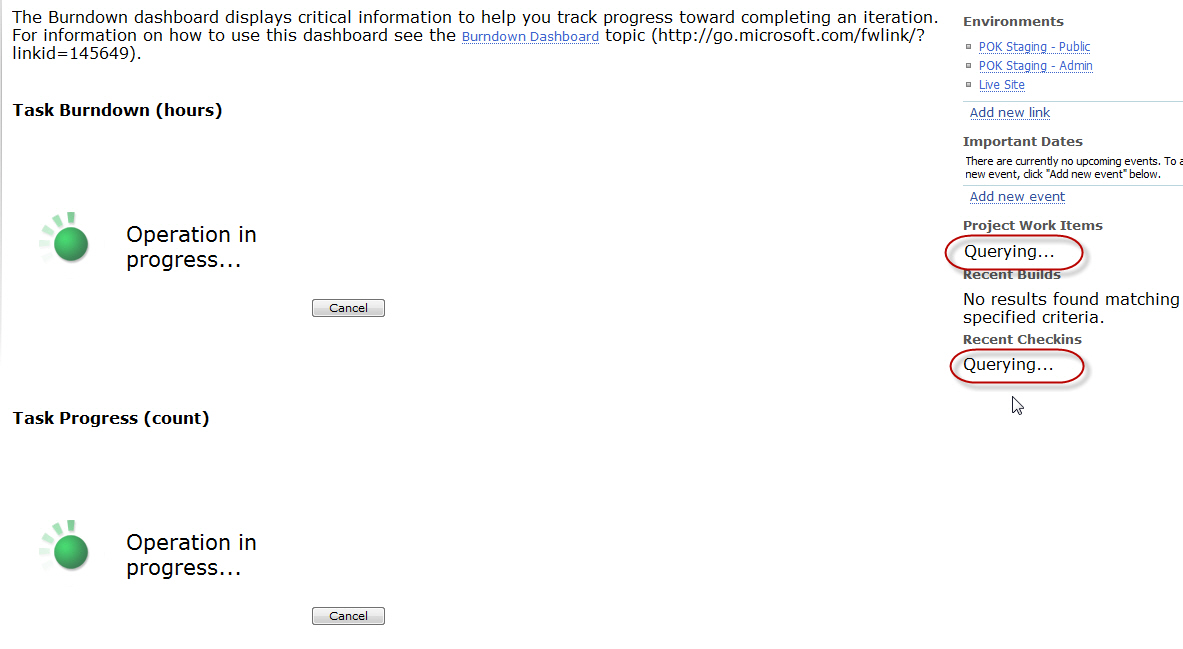 The Burndown dashboard displays critical information to help you track progress toward completing an iteration.
For information on how to use this dashboard see the Burndown Dashboard topic (http://go.microsoft.com/fwlink/?
linkid=145649).
Task Burndown (hours)
Operation in
progress...
Cancel
Task Progress (count)
Operation in
progress...
Cancel
Environments
POK Staging - Public
POK Staging - Admin
Live Site
Add new link
Important Dates
There are currently no upcoming events. To a
new event, click "Add new event" below.
Add new event
Project Work Items
Querying...
Recent Builds
No results found matching
specified criteria.
Recent Checkins
Querying...